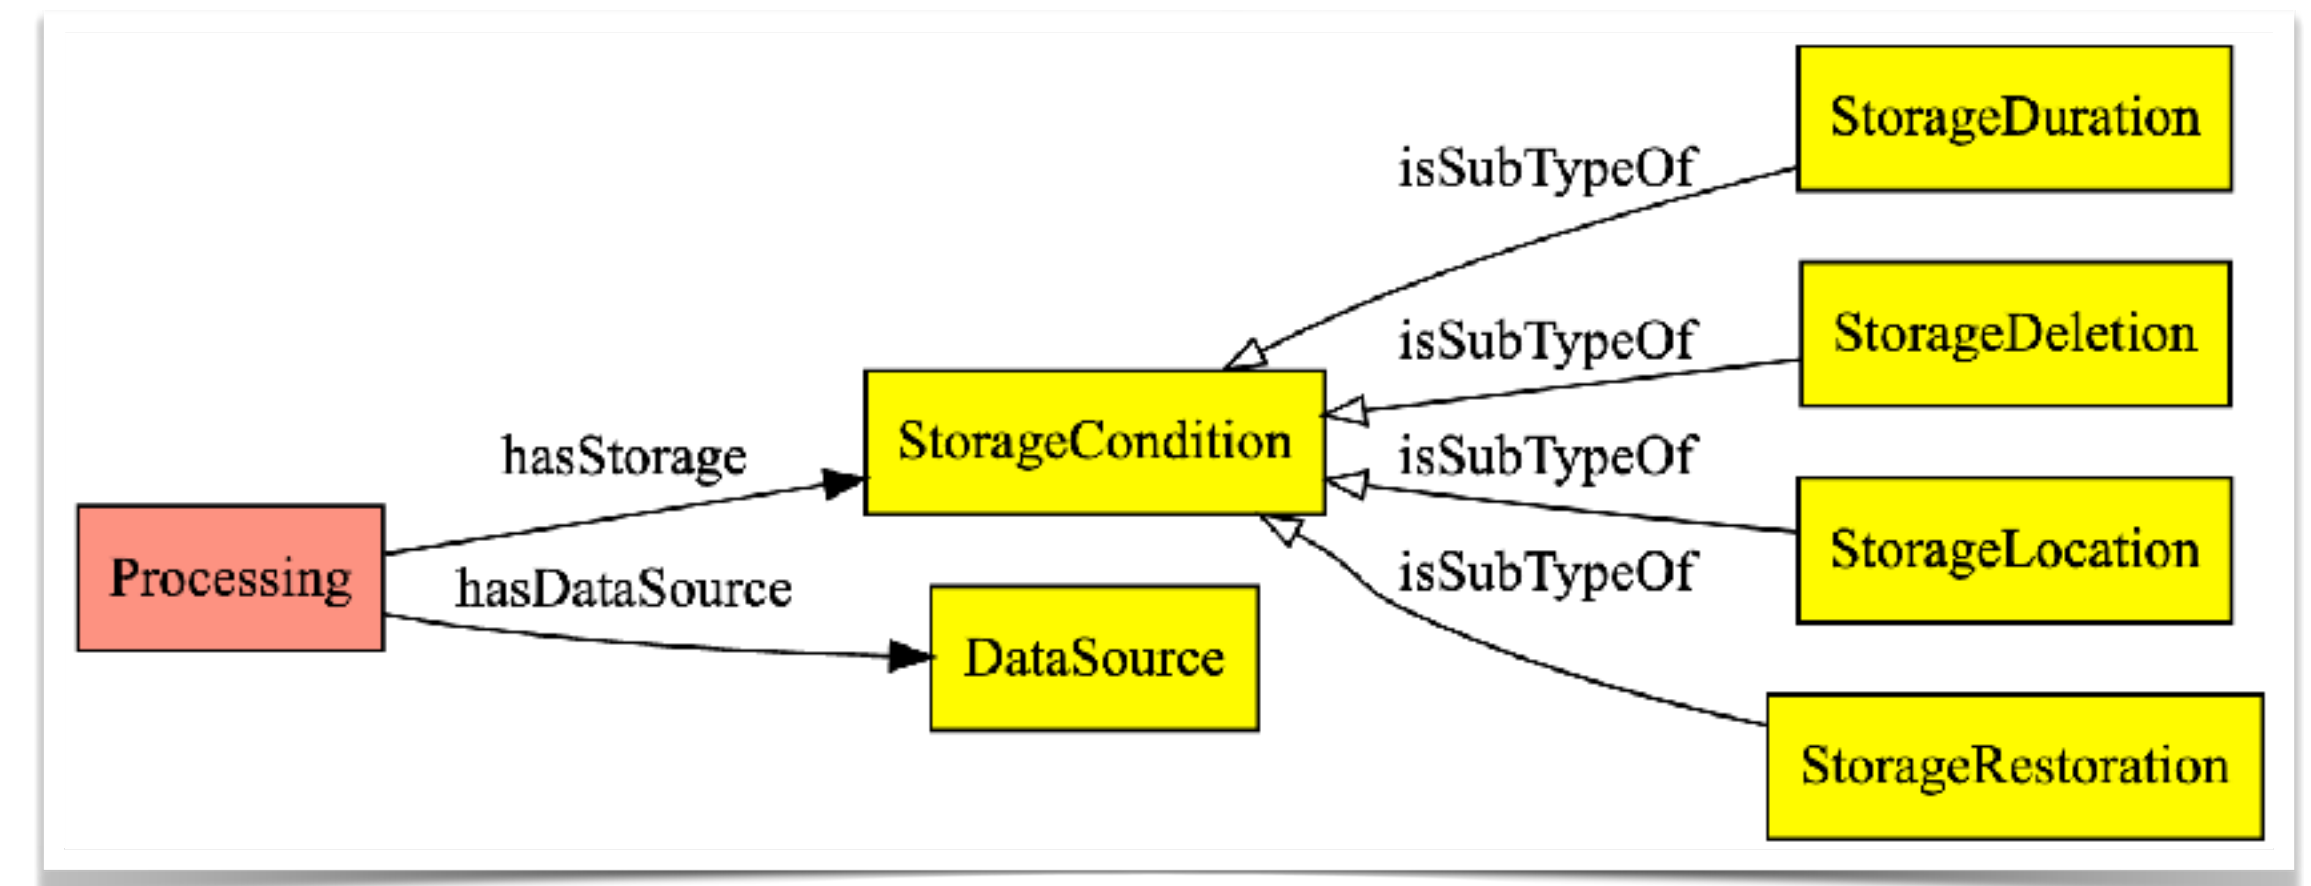 StorageDuration
isSubTypeOf
StorageDeletion
isSubTypeOf
StorageCondition
hasStorage
isSubTypeOf
StorageLocation
Processing
hasDataSource
isSubTypeOf
DataSource
StorageRestoration